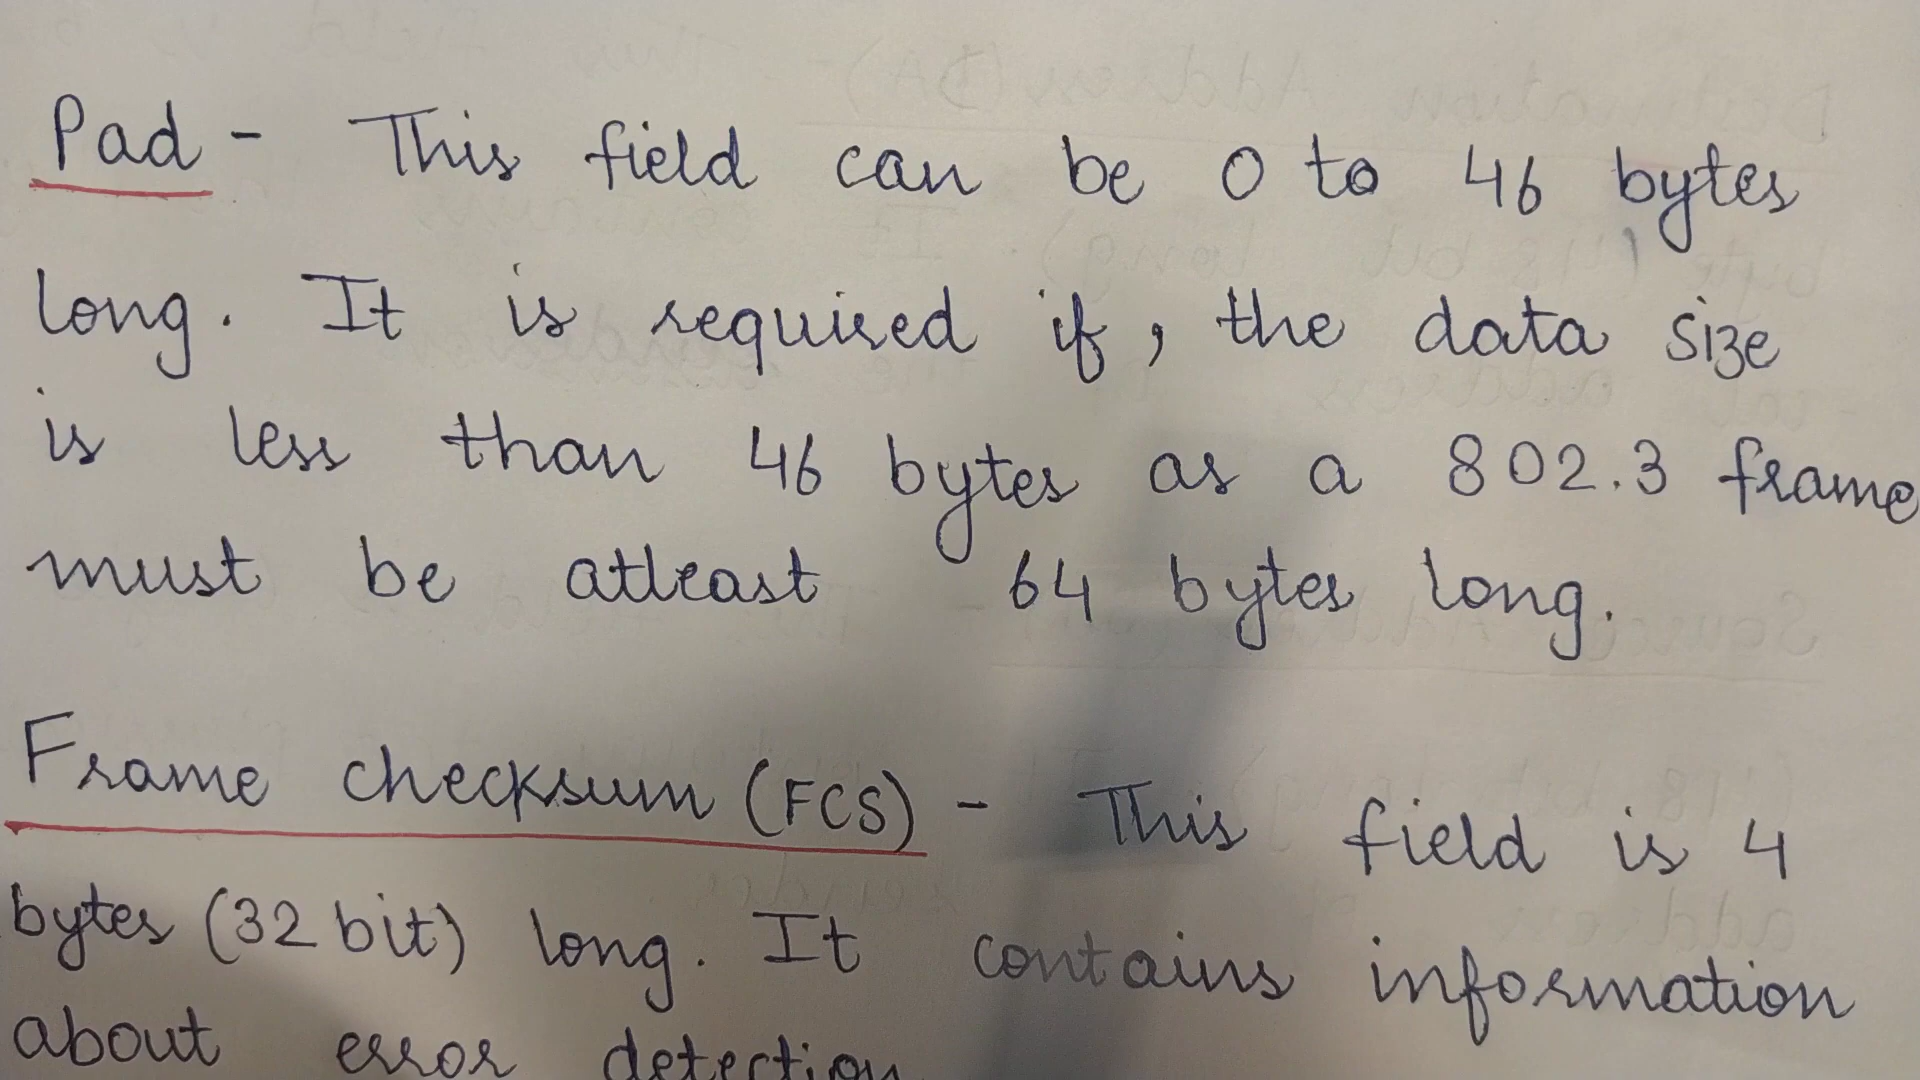 Pad - This field can be 0 to 46 bytes
long. It is required if, the data size
is less than 46 bytes as a 802.3 frame
must be atleast 64 bytes long.
Frame checksum (FCS) - This field is 4
bytes (32 bit) long. It contains information
about error detection